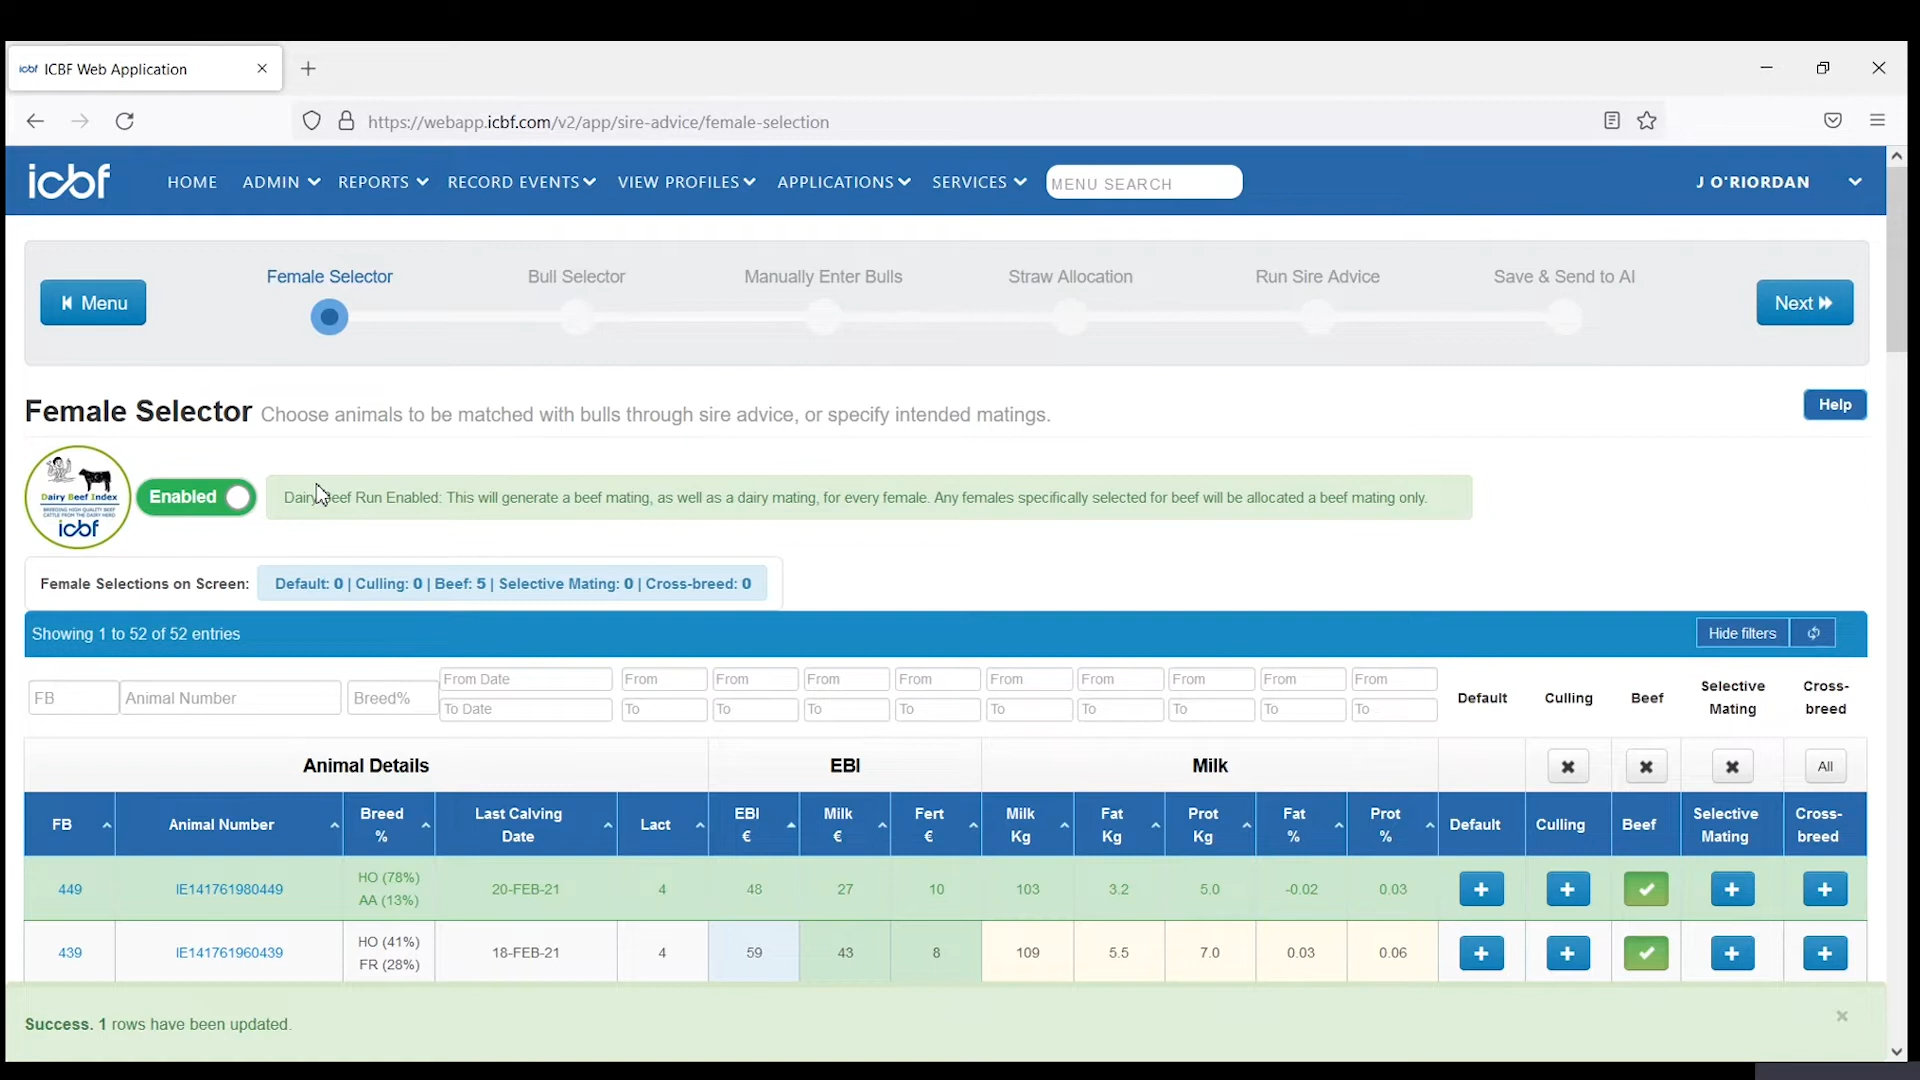 icbf ICBF Web Application
https://webapp.icbf.com/v2/app/sire-advice/female-selection
icbf HOME ADMIN REPORTS RECORD EVENTS VIEW PROFILES APPLICATIONS SERVICES MENU SEARCH J O'RIORDAN
Menu Female Selector Bull Selector Manually Enter Bulls Straw Allocation Run Sire Advice Save & Send to AI Next
Female Selector Choose animals to be matched with bulls through sire advice, or specify intended matings. Help
Dairy Beef Index
BREEDING HIGH QUALITY BEEF
CATTLE FROM THE DAIRY HERD
icbf
Enabled
Dairy Beef Run Enabled: This will generate a beef mating, as well as a dairy mating, for every female. Any females specifically selected for beef will be allocated a beef mating only.
Female Selections on Screen: Default: 0 | Culling: 0 | Beef: 5 | Selective Mating: 0 | Cross-breed: 0
Showing 1 to 52 of 52 entries Hide filters
FB Animal Number Breed%
From Date From From From From From From From From From
To Date To To To To To To To To To
Default Culling Beef Selective Mating Cross-breed
Animal Details EBI Milk All
FB Animal Number Breed % Last Calving Date Lact EBI € Milk € Fert € Milk Kg Fat Kg Prot Kg Fat % Prot % Default Culling Beef Selective Mating Cross-breed
449 IE141761980449 HO (78%) AA (13%) 20-FEB-21 4 48 27 10 103 3.2 5.0 -0.02 0.03
439 IE141761960439 HO (41%) FR (28%) 18-FEB-21 4 59 43 8 109 5.5 7.0 0.03 0.06
Success. 1 rows have been updated.